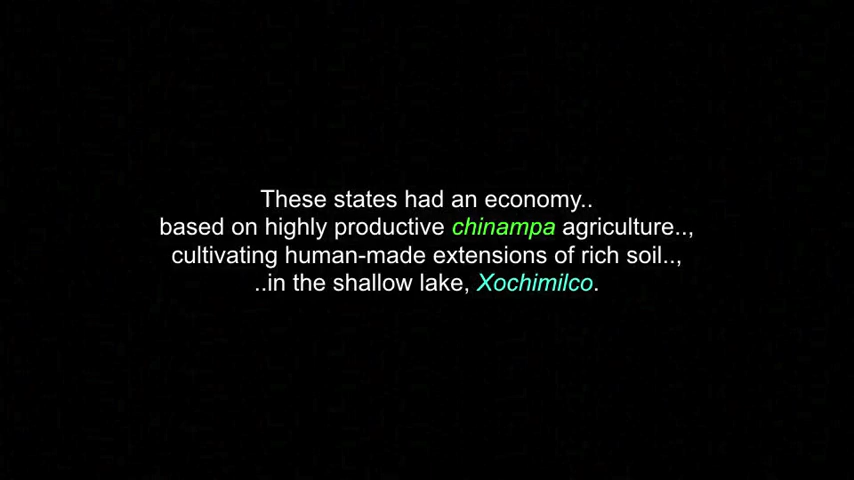 These states had an economy..
based on highly productive chinampa agriculture..,
cultivating human-made extensions of rich soil..,
..in the shallow lake, Xochimilco.